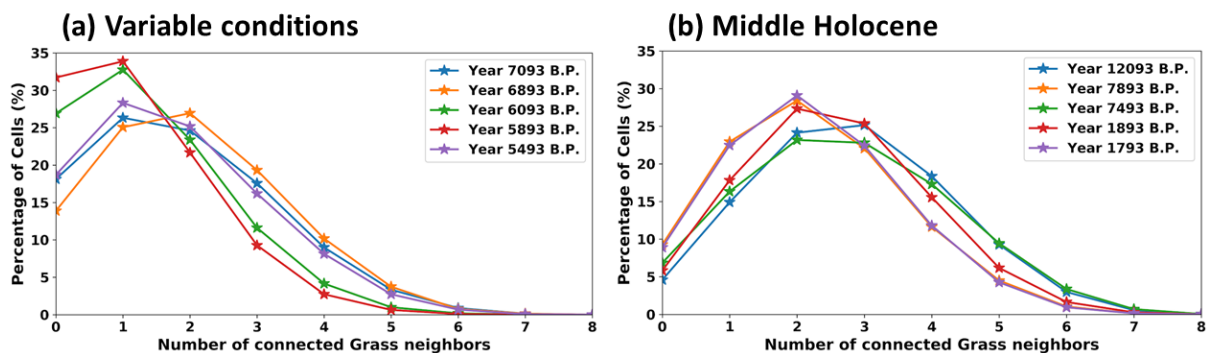 (a) Variable conditions
35
30
25
20
15
10
5
0
Percentage of Cells (%)
0 1 2 3 4 5 6 7 8
Number of connected Grass neighbors
Year 7093 B.P.
Year 6893 B.P.
Year 6093 B.P.
Year 5893 B.P.
Year 5493 B.P.
(b) Middle Holocene
35
30
25
20
15
10
5
0
Percentage of Cells (%)
0 1 2 3 4 5 6 7 8
Number of connected Grass neighbors
Year 12093 B.P.
Year 7893 B.P.
Year 7493 B.P.
Year 1893 B.P.
Year 1793 B.P.